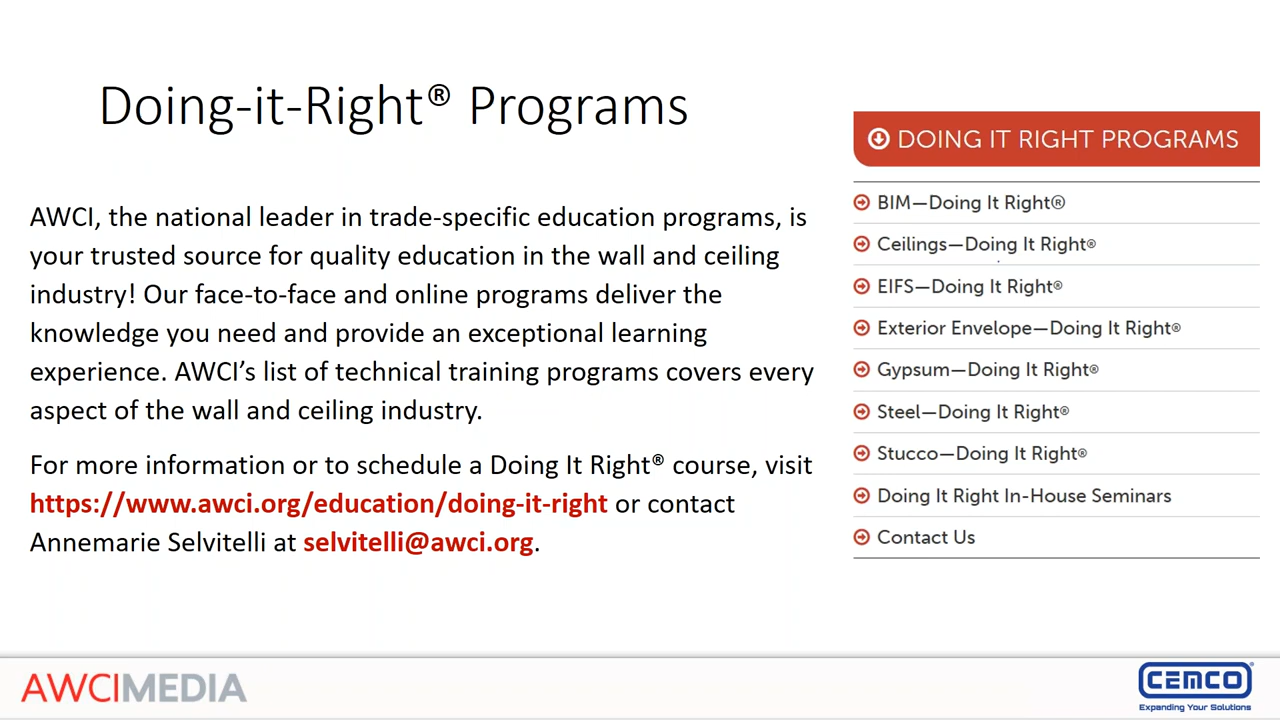 Doing-it-Right® Programs
AWCI, the national leader in trade-specific education programs, is
your trusted source for quality education in the wall and ceiling
industry! Our face-to-face and online programs deliver the
knowledge you need and provide an exceptional learning
experience. AWCI’s list of technical training programs covers every
aspect of the wall and ceiling industry.
For more information or to schedule a Doing It Right® course, visit
https://www.awci.org/education/doing-it-right or contact
Annemarie Selvitelli at selvitelli@awci.org.
DOING IT RIGHT PROGRAMS
BIM—Doing It Right®
Ceilings—Doing It Right®
EIFS—Doing It Right®
Exterior Envelope—Doing It Right®
Gypsum—Doing It Right®
Steel—Doing It Right®
Stucco—Doing It Right®
Doing It Right In-House Seminars
Contact Us
AWCIMEDIA
CEMCO®
Expanding Your Solutions